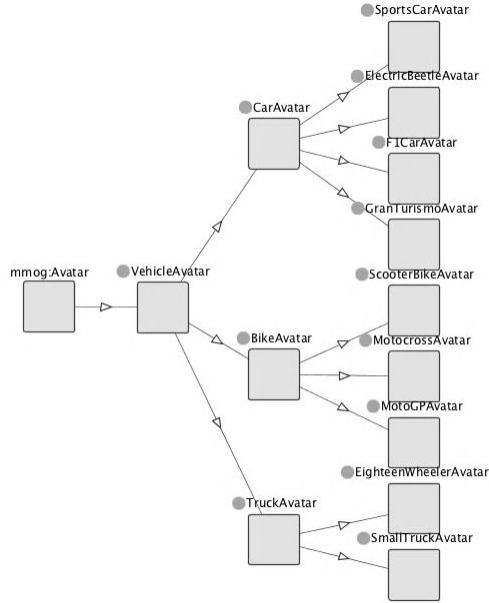 SportsCarAvatar
ElectricBeetleAvatar
CarAvatar
F1CarAvatar
GranTurismoAvatar
mmog:Avatar
VehicleAvatar
ScooterBikeAvatar
BikeAvatar
MotocrossAvatar
MotoGPAvatar
EighteenWheelerAvatar
TruckAvatar
SmallTruckAvatar